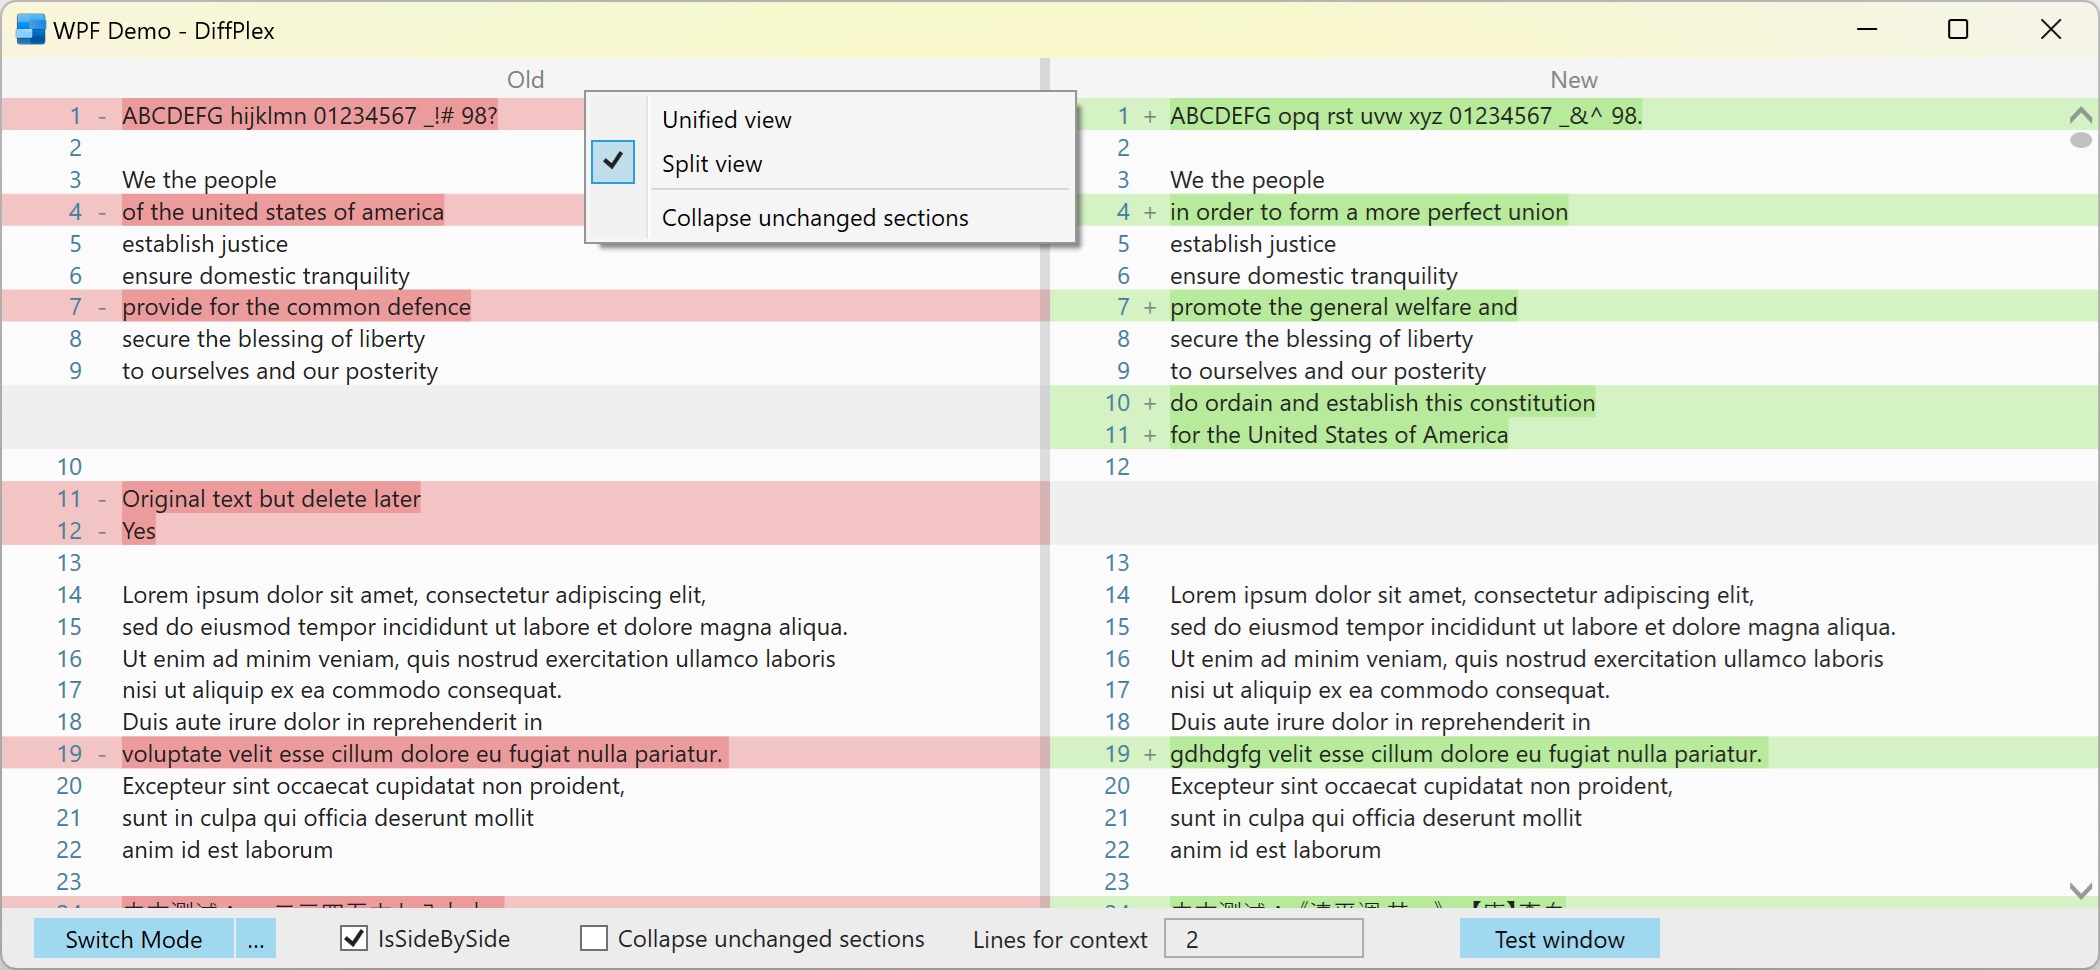 WPF Demo - DiffPlex
Old
1 - ABCDEFG hijklmn 01234567 _!# 98?
2
3 We the people
4 - of the united states of america
5 establish justice
6 ensure domestic tranquility
7 - provide for the common defence
8 secure the blessing of liberty
9 to ourselves and our posterity
10
11 - Original text but delete later
12 - Yes
13
14 Lorem ipsum dolor sit amet, consectetur adipiscing elit,
15 sed do eiusmod tempor incididunt ut labore et dolore magna aliqua.
16 Ut enim ad minim veniam, quis nostrud exercitation ullamco laboris
17 nisi ut aliquip ex ea commodo consequat.
18 Duis aute irure dolor in reprehenderit in
19 - voluptate velit esse cillum dolore eu fugiat nulla pariatur.
20 Excepteur sint occaecat cupidatat non proident,
21 sunt in culpa qui officia deserunt mollit
22 anim id est laborum
23
Unified view
Split view
Collapse unchanged sections
New
1 + ABCDEFG opq rst uvw xyz 01234567 _&^ 98.
2
3 We the people
4 + in order to form a more perfect union
5 establish justice
6 ensure domestic tranquility
7 + promote the general welfare and
8 secure the blessing of liberty
9 to ourselves and our posterity
10 + do ordain and establish this constitution
11 + for the United States of America
12
13
14 Lorem ipsum dolor sit amet, consectetur adipiscing elit,
15 sed do eiusmod tempor incididunt ut labore et dolore magna aliqua.
16 Ut enim ad minim veniam, quis nostrud exercitation ullamco laboris
17 nisi ut aliquip ex ea commodo consequat.
18 Duis aute irure dolor in reprehenderit in
19 + gdhdgfg velit esse cillum dolore eu fugiat nulla pariatur.
20 Excepteur sint occaecat cupidatat non proident,
21 sunt in culpa qui officia deserunt mollit
22 anim id est laborum
23
Switch Mode ... IsSideBySide Collapse unchanged sections Lines for context 2 Test window